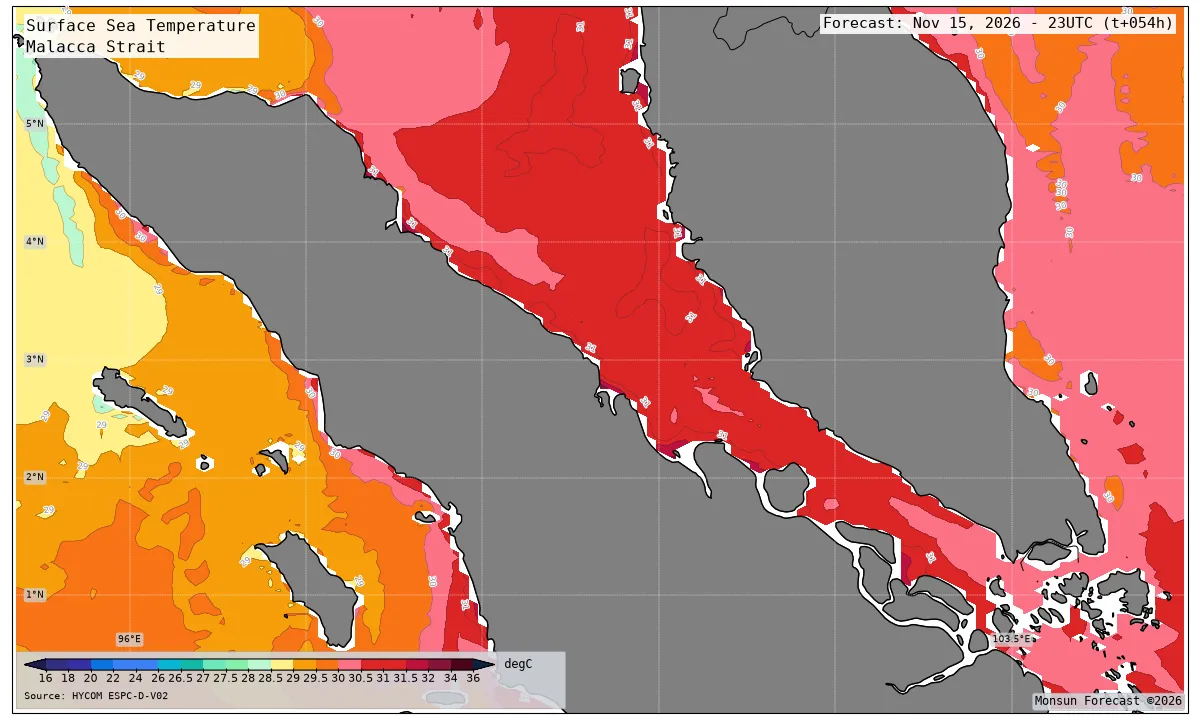 Surface Sea Temperature
Malacca Strait
Forecast: Nov 15, 2026 - 23UTC (t+054h)
5°N
4°N
3°N
2°N
1°N
96°E
103.5°E
degC
16 18 20 22 24 26 26.5 27 27.5 28 28.5 29 29.5 30 30.5 31 31.5 32 34 36
Source: HYCOM ESPC-D-V02
Monsun Forecast ©2026